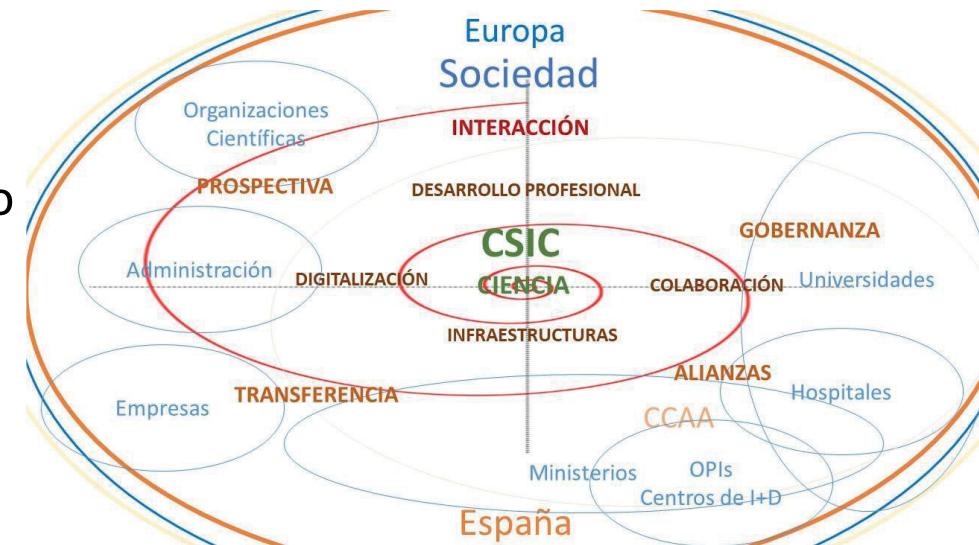 Europa
Sociedad
Organizaciones
Científicas
INTERACCIÓN
PROSPECTIVA
DESARROLLO PROFESIONAL
o
GOBERNANZA
CSIC
Administración
DIGITALIZACIÓN
CIENCIA
COLABORACIÓN
Universidades
INFRAESTRUCTURAS
ALIANZAS
TRANSFERENCIA
Hospitales
Empresas
CCAA
Ministerios
OPIs
Centros de I+D
España